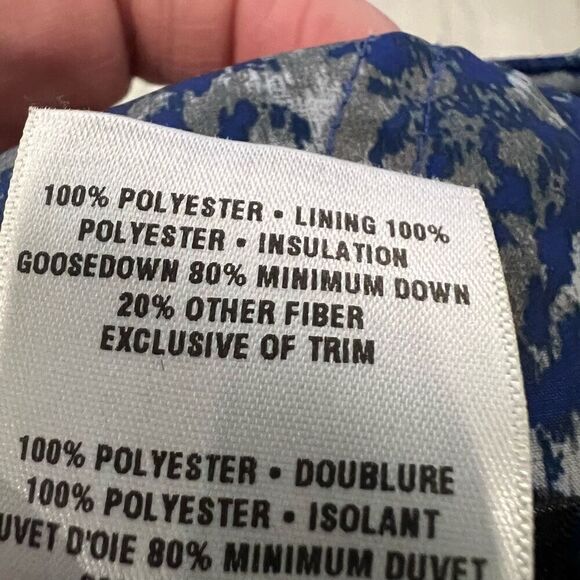 100% POLYESTER • LINING 100%
POLYESTER • INSULATION
GOOSEDOWN 80% MINIMUM DOWN
20% OTHER FIBER
EXCLUSIVE OF TRIM
100% POLYESTER • DOUBLURE
100% POLYESTER • ISOLANT
D'OIE 80% MINIMUM DUVET